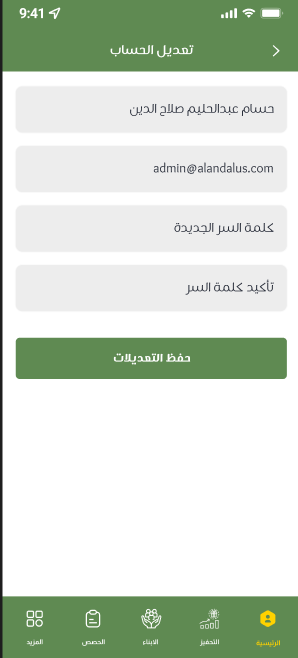 9:41
تعديل الحساب
حسام عبدالحليم صلاح الدين
admin@alandalus.com
كلمة السر الجديدة
تأكيد كلمة السر
حفظ التعديلات
الرئيسية
التحفيز
الابناء
الحصص
المزيد